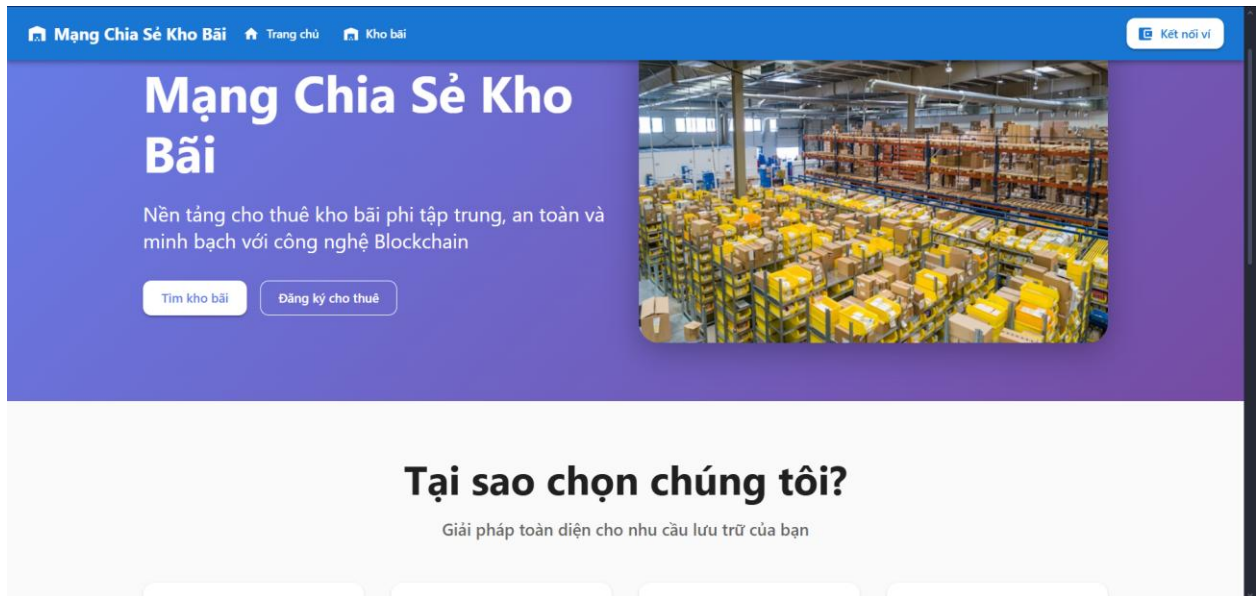 Mạng Chia Sẻ Kho Bãi
Trang chủ
Kho bãi
Kết nối ví
Mạng Chia Sẻ Kho
Bãi
Nền tảng cho thuê kho bãi phi tập trung, an toàn và
minh bạch với công nghệ Blockchain
Tìm kho bãi
Đăng ký cho thuê
Tại sao chọn chúng tôi?
Giải pháp toàn diện cho nhu cầu lưu trữ của bạn